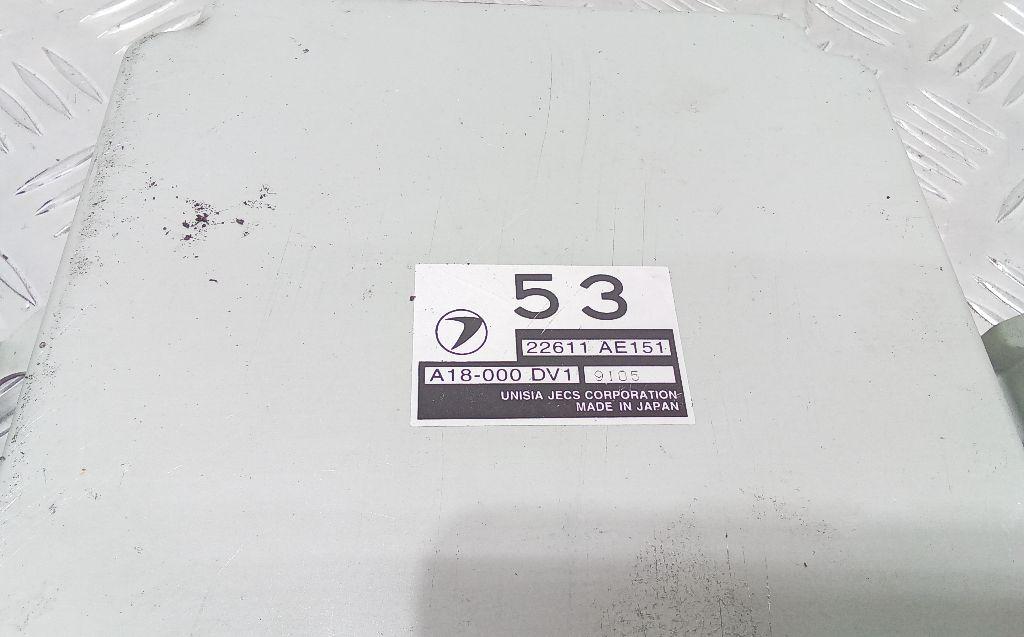 53
22611 AE151
A18-000 DV1 9105
UNISIA JECS CORPORATION
MADE IN JAPAN